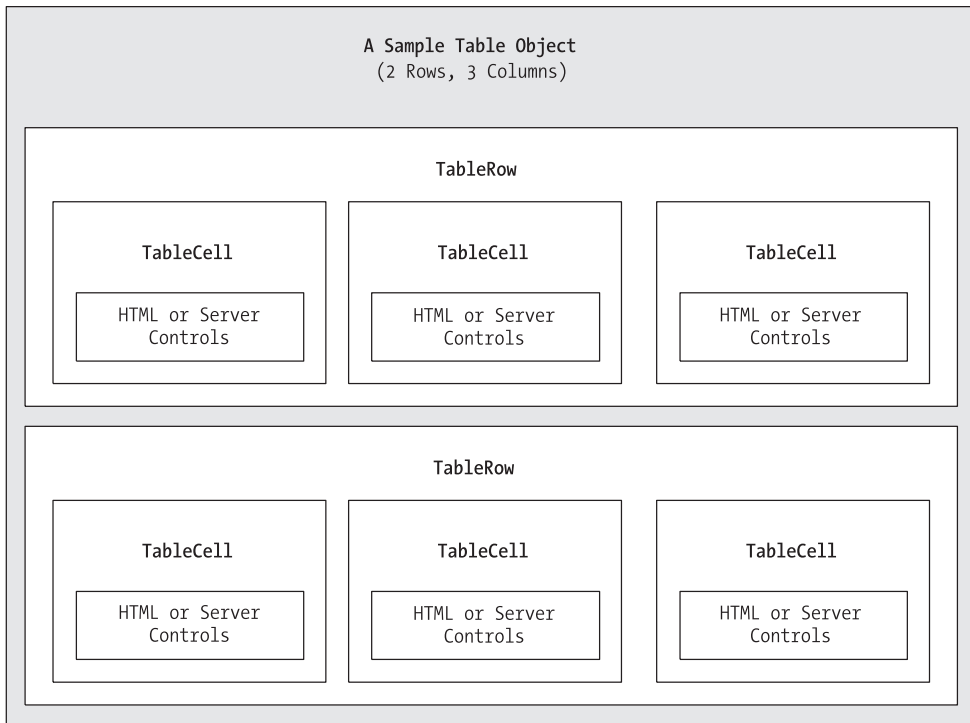 A Sample Table Object
(2 Rows, 3 Columns)
TableRow
TableCell
HTML or Server
Controls
TableCell
HTML or Server
Controls
TableCell
HTML or Server
Controls
TableRow
TableCell
HTML or Server
Controls
TableCell
HTML or Server
Controls
TableCell
HTML or Server
Controls